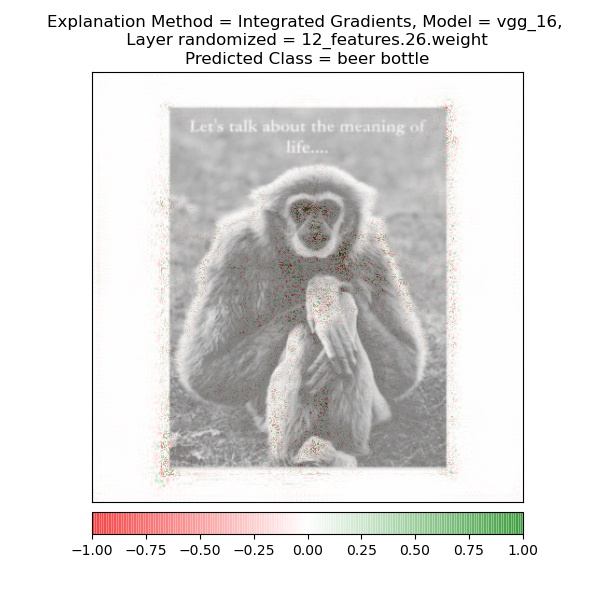 Explanation Method = Integrated Gradients, Model = vgg_16,
Layer randomized = 12_features.26.weight
Predicted Class = beer bottle
Let's talk about the meaning of
life....
−1.00 −0.75 −0.50 −0.25 0.00 0.25 0.50 0.75 1.00